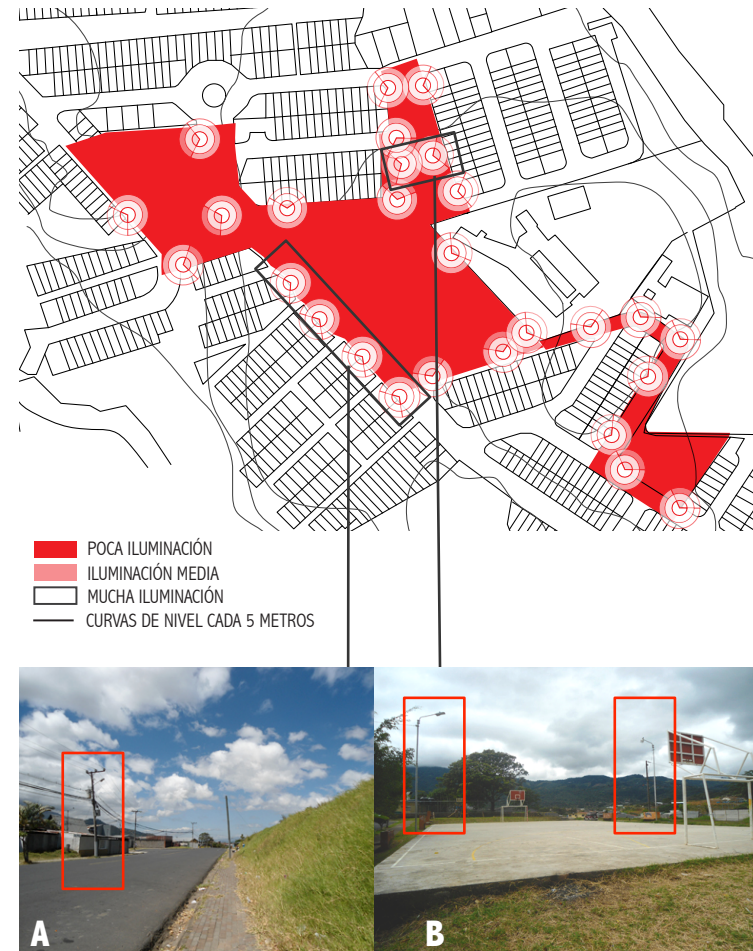 POCA ILUMINACIÓN
ILUMINACIÓN MEDIA
MUCHA ILUMINACIÓN
CURVAS DE NIVEL CADA 5 METROS
A
B